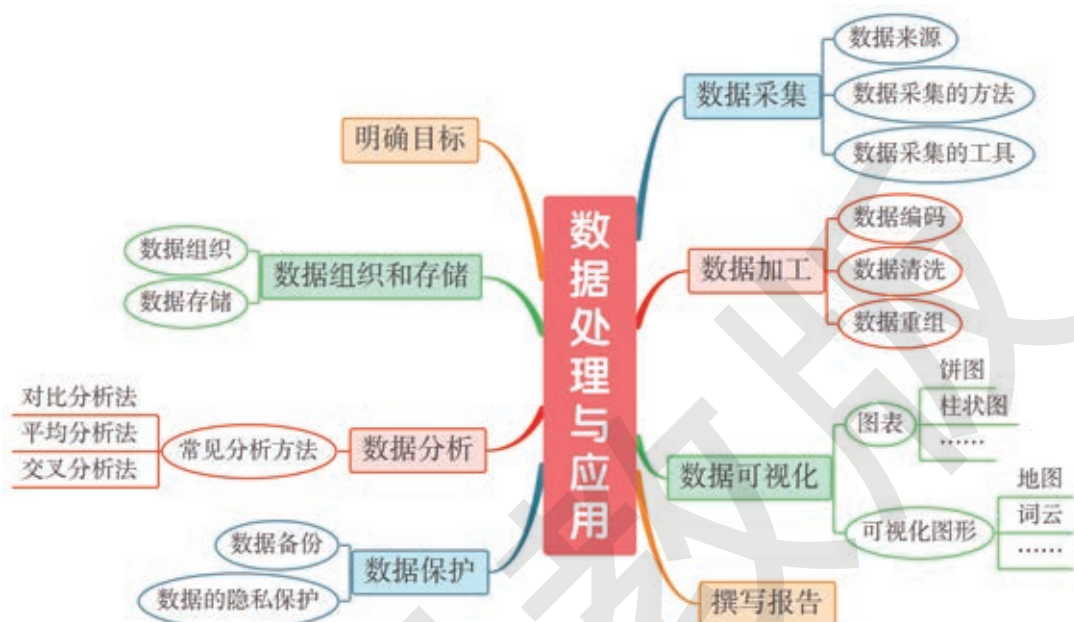 数据处理与应用
明确目标
数据采集
数据来源
数据采集的方法
数据采集的工具
数据组织和存储
数据组织
数据存储
数据加工
数据编码
数据清洗
数据重组
数据分析
常见分析方法
对比分析法
平均分析法
交叉分析法
数据可视化
图表
饼图
柱状图
……
可视化图形
地图
词云
……
数据保护
数据备份
数据的隐私保护
撰写报告